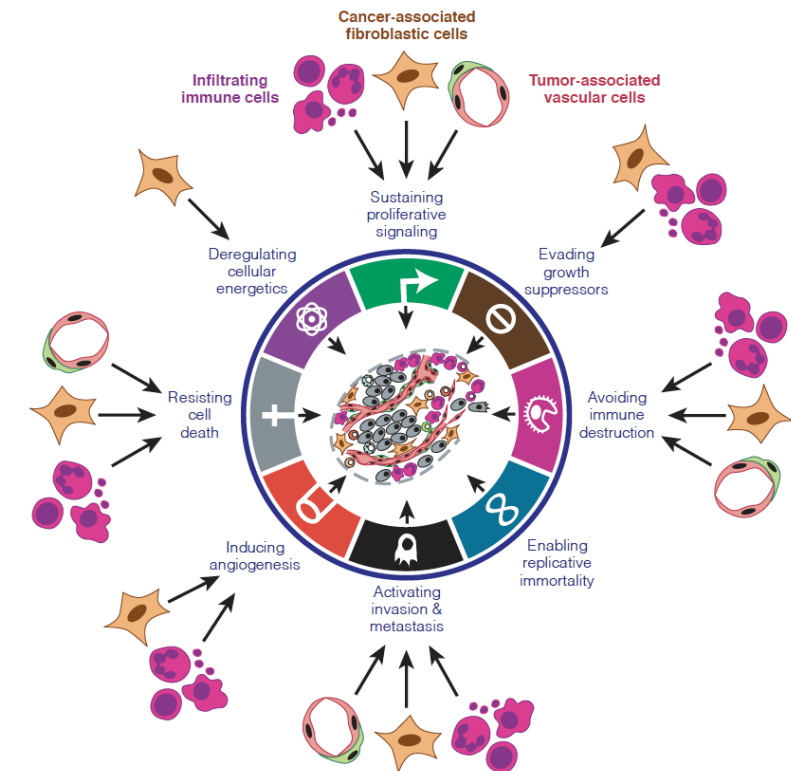 Cancer-associated
fibroblastic cells
Infiltrating
immune cells
Tumor-associated
vascular cells
Sustaining
proliferative
signaling
Deregulating
cellular
energetics
Evading
growth
suppressors
Resisting
cell
death
Avoiding
immune
destruction
Inducing
angiogenesis
Enabling
replicative
immortality
Activating
invasion &
metastasis